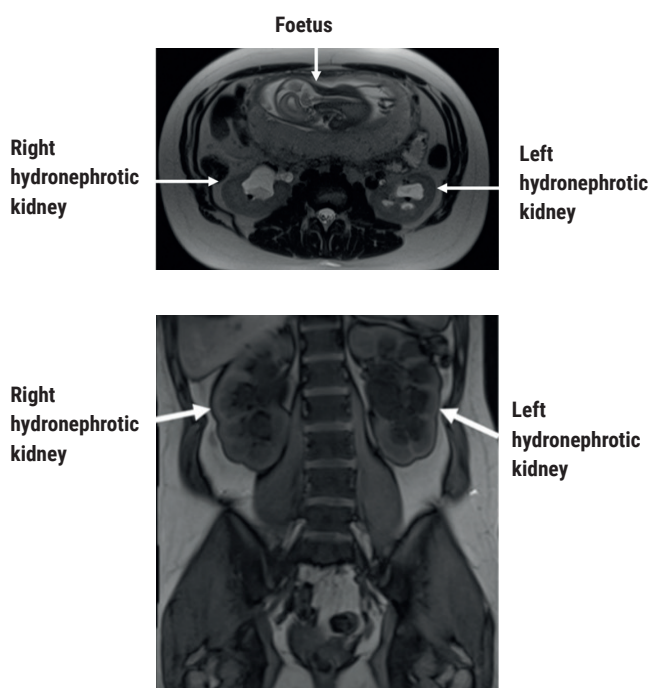 Foetus
Right
hydronephrotic
kidney
Left
hydronephrotic
kidney
Right
hydronephrotic
kidney
Left
hydronephrotic
kidney